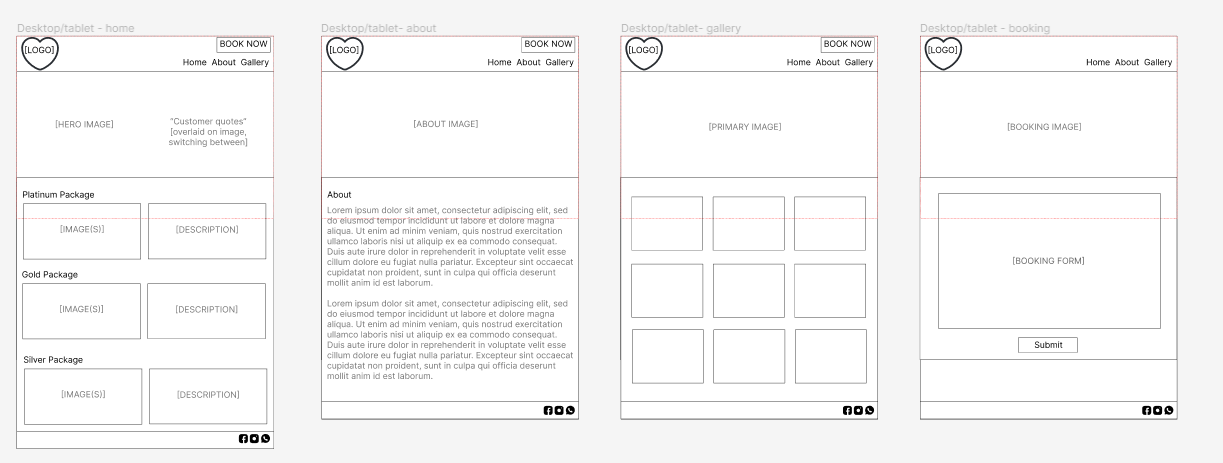 Desktop/tablet - home
[LOGO]
BOOK NOW
Home About Gallery
[HERO IMAGE]
"Customer quotes"
[overlaid on image,
switching between]
Platinum Package
[IMAGE(S)]
[DESCRIPTION]
Gold Package
[IMAGE(S)]
[DESCRIPTION]
Silver Package
[IMAGE(S)]
[DESCRIPTION]
Desktop/tablet- about
[LOGO]
BOOK NOW
Home About Gallery
[ABOUT IMAGE]
About
Lorem ipsum dolor sit amet, consectetur adipiscing elit, sed
do eiusmod tempor incididunt ut labore et dolore magna
aliqua. Ut enim ad minim veniam, quis nostrud exercitation
ullamco laboris nisi ut aliquip ex ea commodo consequat.
Duis aute irure dolor in reprehenderit in voluptate velit esse
cillum dolore eu fugiat nulla pariatur. Excepteur sint occaecat
cupidatat non proident, sunt in culpa qui officia deserunt
mollit anim id est laborum.
Lorem ipsum dolor sit amet, consectetur adipiscing elit, sed
do eiusmod tempor incididunt ut labore et dolore magna
aliqua. Ut enim ad minim veniam, quis nostrud exercitation
ullamco laboris nisi ut aliquip ex ea commodo consequat.
Duis aute irure dolor in reprehenderit in voluptate velit esse
cillum dolore eu fugiat nulla pariatur. Excepteur sint occaecat
cupidatat non proident, sunt in culpa qui officia deserunt
mollit anim id est laborum.
Desktop/tablet- gallery
[LOGO]
BOOK NOW
Home About Gallery
[PRIMARY IMAGE]
Desktop/tablet - booking
[LOGO]
Home About Gallery
[BOOKING IMAGE]
[BOOKING FORM]
Submit